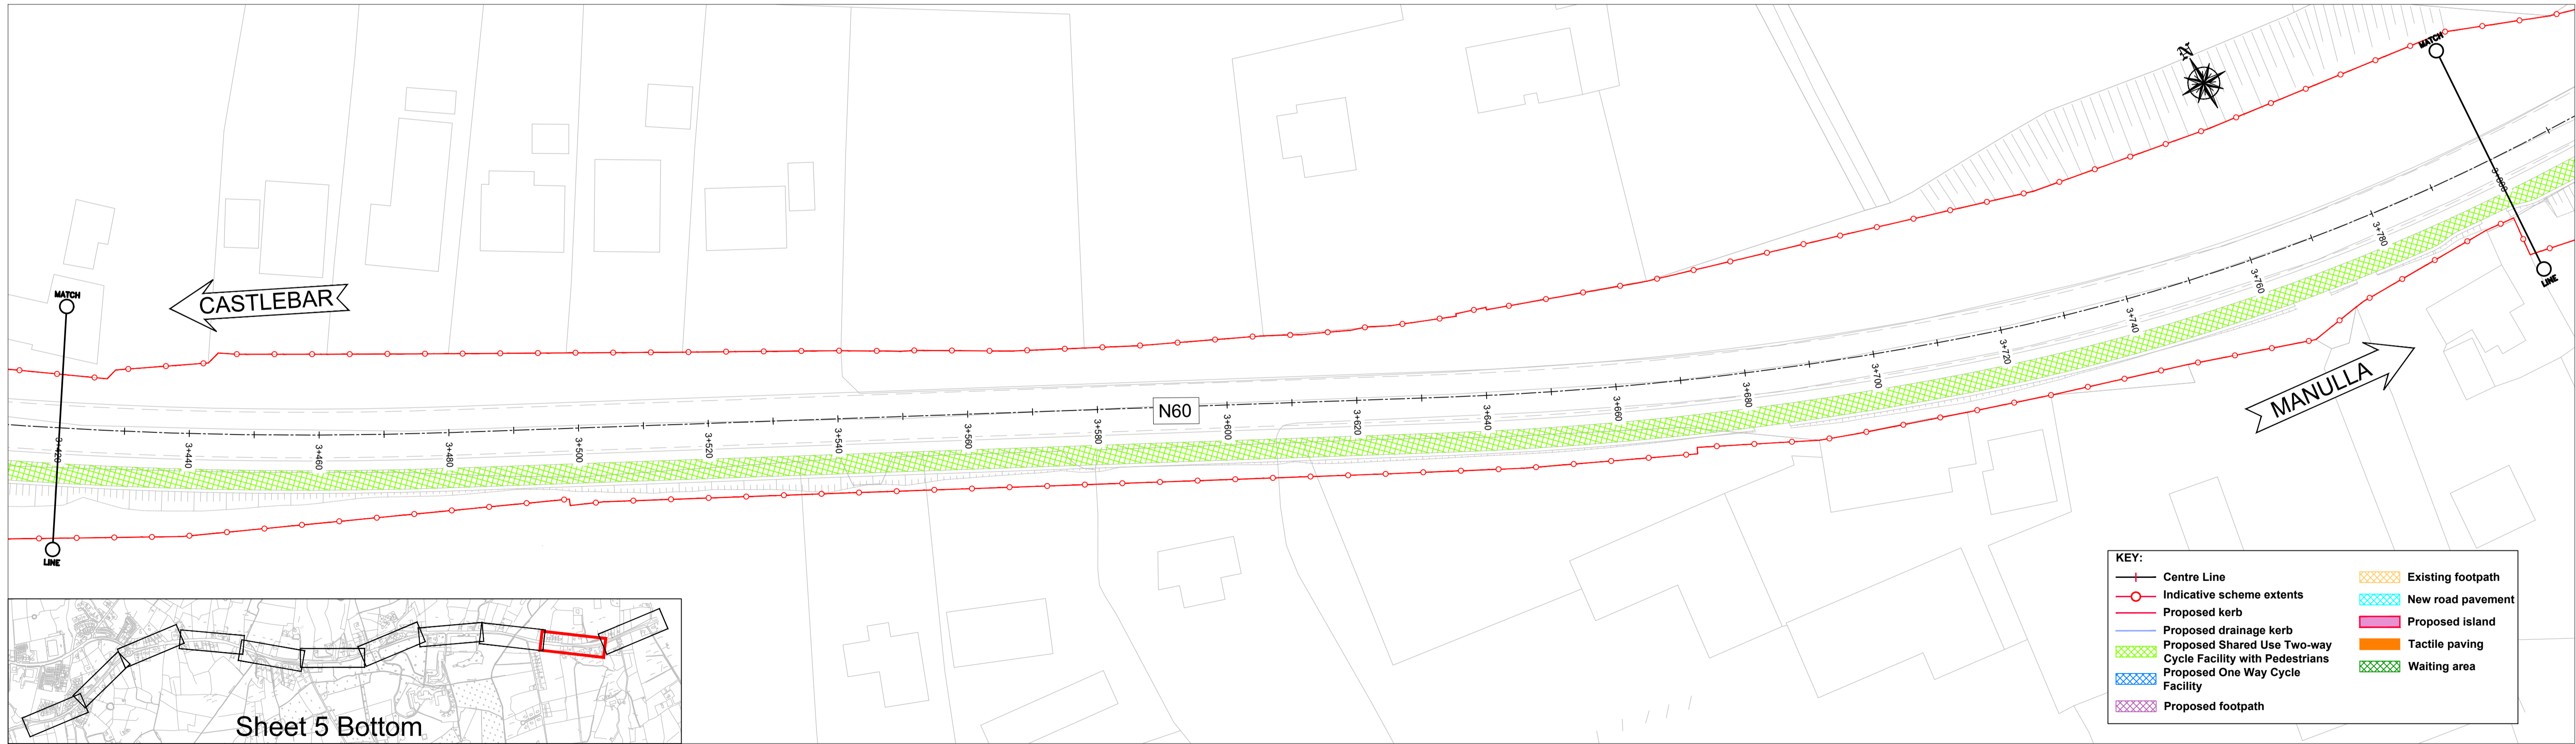 MATCH
LINE
CASTLEBAR
N60
MANULLA
N
MATCH
LINE
3+420
3+440
3+460
3+480
3+500
3+520
3+540
3+560
3+580
3+600
3+620
3+640
3+660
3+680
3+700
3+720
3+740
3+760
3+780
3+800
Sheet 5 Bottom
KEY:
Centre Line
Indicative scheme extents
Proposed kerb
Proposed drainage kerb
Proposed Shared Use Two-way
Cycle Facility with Pedestrians
Proposed One Way Cycle
Facility
Proposed footpath
Existing footpath
New road pavement
Proposed island
Tactile paving
Waiting area